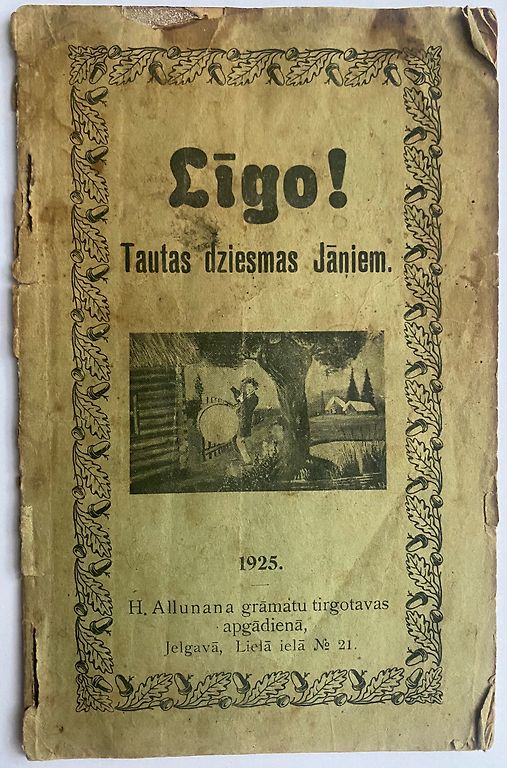 Līgo!
Tautas dziesmas Jāņiem.
1925.
H. Allunana grāmatu tirgotavas
apgādienā,
Jelgavā, Lielā ielā № 21.